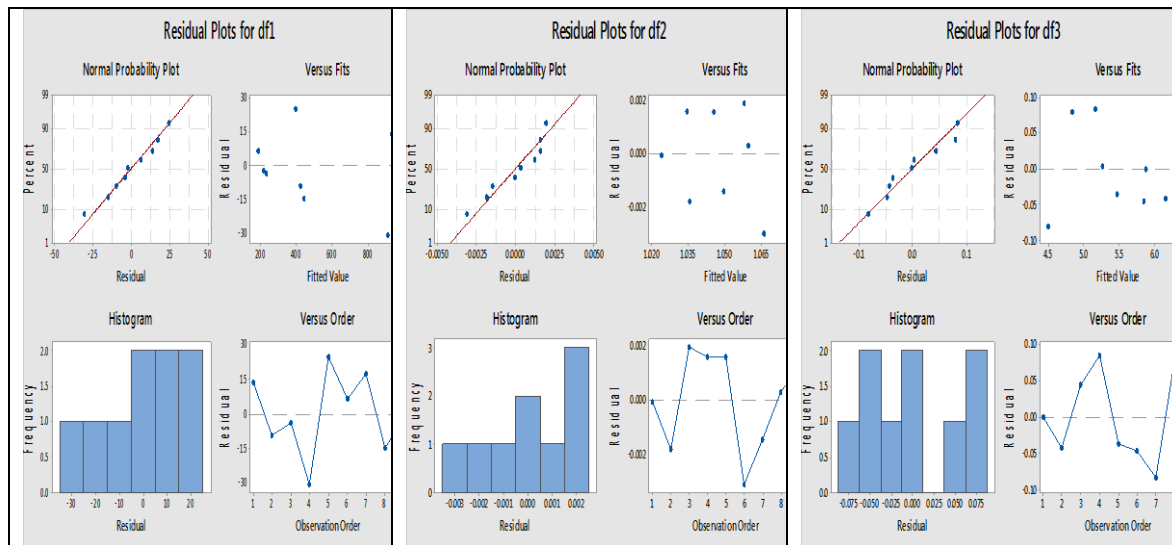 Residual Plots for df1
Normal Probability Plot
Versus Fits
Percent
99
90
50
10
1
-50
-25
0
25
50
Residual
Residual
30
15
0
-15
-30
200
400
600
800
Fitted Value
Histogram
Versus Order
Frequency
2.0
1.5
1.0
0.5
0.0
-30
-20
-10
0
10
20
Residual
Residual
30
15
0
-15
-30
1 2 3 4 5 6 7 8
Observation Order
Residual Plots for df2
Normal Probability Plot
Versus Fits
Percent
99
90
50
10
1
-0.0050
-0.0025
0.0000
0.0025
0.0050
Residual
Residual
0.002
0.000
-0.002
1.020
1.035
1.050
1.065
Fitted Value
Histogram
Versus Order
Frequency
3
2
1
0
-0.003
-0.002
-0.001
0.000
0.001
0.002
Residual
Residual
0.002
0.000
-0.002
1 2 3 4 5 6 7 8
Observation Order
Residual Plots for df3
Normal Probability Plot
Versus Fits
Percent
99
90
50
10
1
-0.1
0.0
0.1
Residual
Residual
0.10
0.05
0.00
-0.05
-0.10
4.5
5.0
5.5
6.0
Fitted Value
Histogram
Versus Order
Frequency
2.0
1.5
1.0
0.5
0.0
-0.075
-0.050
-0.025
0.000
0.025
0.050
0.075
Residual
Residual
0.10
0.05
0.00
-0.05
-0.10
1 2 3 4 5 6 7
Observation Order